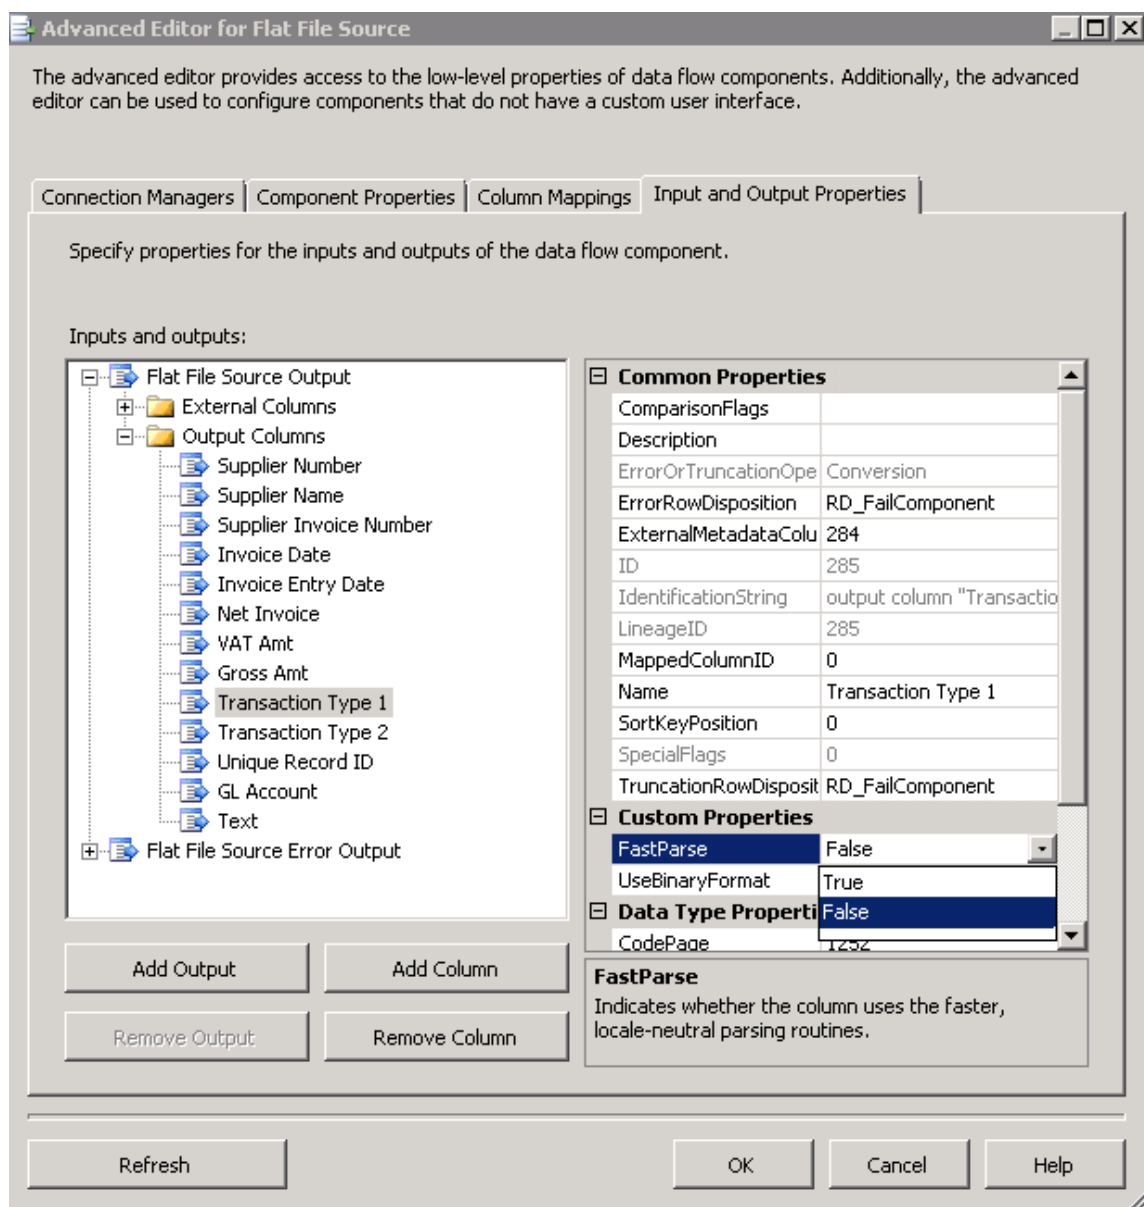 Advanced Editor for Flat File Source
The advanced editor provides access to the low-level properties of data flow components. Additionally, the advanced
editor can be used to configure components that do not have a custom user interface.
Connection Managers Component Properties Column Mappings Input and Output Properties
Specify properties for the inputs and outputs of the data flow component.
Inputs and outputs:
Flat File Source Output
External Columns
Output Columns
Supplier Number
Supplier Name
Supplier Invoice Number
Invoice Date
Invoice Entry Date
Net Invoice
VAT Amt
Gross Amt
Transaction Type 1
Transaction Type 2
Unique Record ID
GL Account
Text
Flat File Source Error Output
Common Properties
ComparisonFlags
Description
ErrorOrTruncationOpe Conversion
ErrorRowDisposition RD_FailComponent
ExternalMetadataColu 284
ID 285
IdentificationString output column "Transactio
LineageID 285
MappedColumnID 0
Name Transaction Type 1
SortKeyPosition 0
SpecialFlags 0
TruncationRowDisposit RD_FailComponent
Custom Properties
FastParse False
UseBinaryFormat True
Data Type Properti False
CodePage 1252
FastParse
Indicates whether the column uses the faster,
locale-neutral parsing routines.
Add Output Add Column
Remove Output Remove Column
Refresh OK Cancel Help